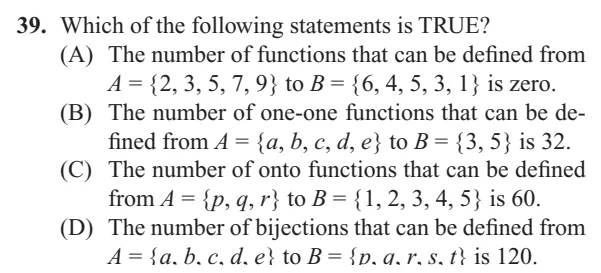 39. Which of the following statements is TRUE?
(A) The number of functions that can be defined from
A = {2, 3, 5, 7, 9} to B = {6, 4, 5, 3, 1} is zero.
(B) The number of one-one functions that can be de-
fined from A = {a, b, c, d, e} to B = {3, 5} is 32.
(C) The number of onto functions that can be defined
from A = {p, q, r} to B = {1, 2, 3, 4, 5} is 60.
(D) The number of bijections that can be defined from
A = {a, b, c, d, e} to B = {p, q, r, s, t} is 120.